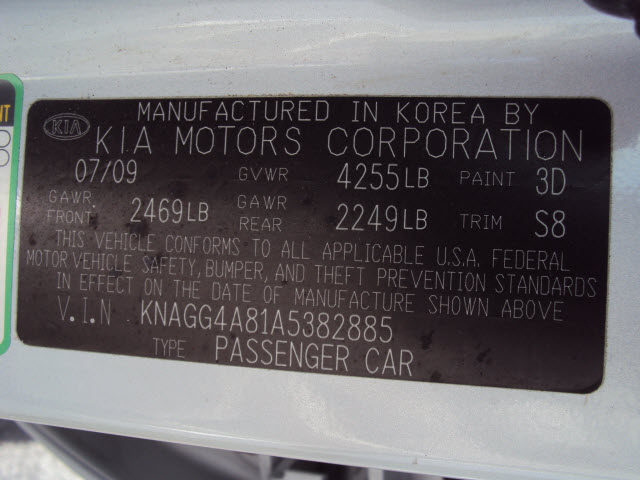 MANUFACTURED IN KOREA BY
KIA KIA MOTORS CORPORATION
07/09 GVWR 4255LB PAINT 3D
GAWR. FRONT 2469LB GAWR REAR 2249LB TRIM S8
THIS VEHICLE CONFORMS TO ALL APPLICABLE U.S.A. FEDERAL
MOTOR VEHICLE SAFETY, BUMPER, AND THEFT PREVENTION STANDARDS
IN EFFECT ON THE DATE OF MANUFACTURE SHOWN ABOVE
V.I.N KNAGG4A81A5382885
TYPE PASSENGER CAR